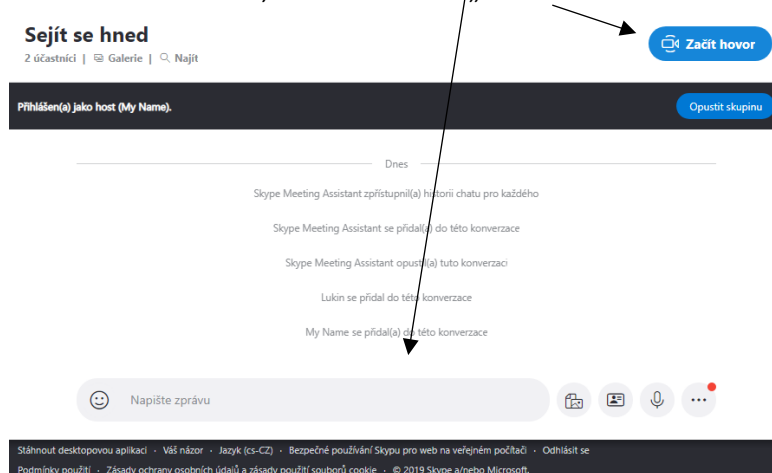 Sejít se hned
Začít hovor
2 účastníci | Galerie | Najít
Přihlášen(a) jako host (My Name).
Opustit skupinu
Dnes
Skype Meeting Assistant zpřístupnil(a) historii chatu pro každého
Skype Meeting Assistant se přidal(a) do této konverzace
Skype Meeting Assistant opustil(a) tuto konverzaci
Lukin se přidal do této konverzace
My Name se přidal(a) do této konverzace
Napište zprávu
Stáhnout desktopovou aplikaci · Váš názor · Jazyk (cs-CZ) · Bezpečné používání Skypu pro web na veřejném počítači · Odhlásit se
Podmínky použití · Zásady ochrany osobních údajů a zásady použití souborů cookie · © 2019 Skype a/nebo Microsoft.